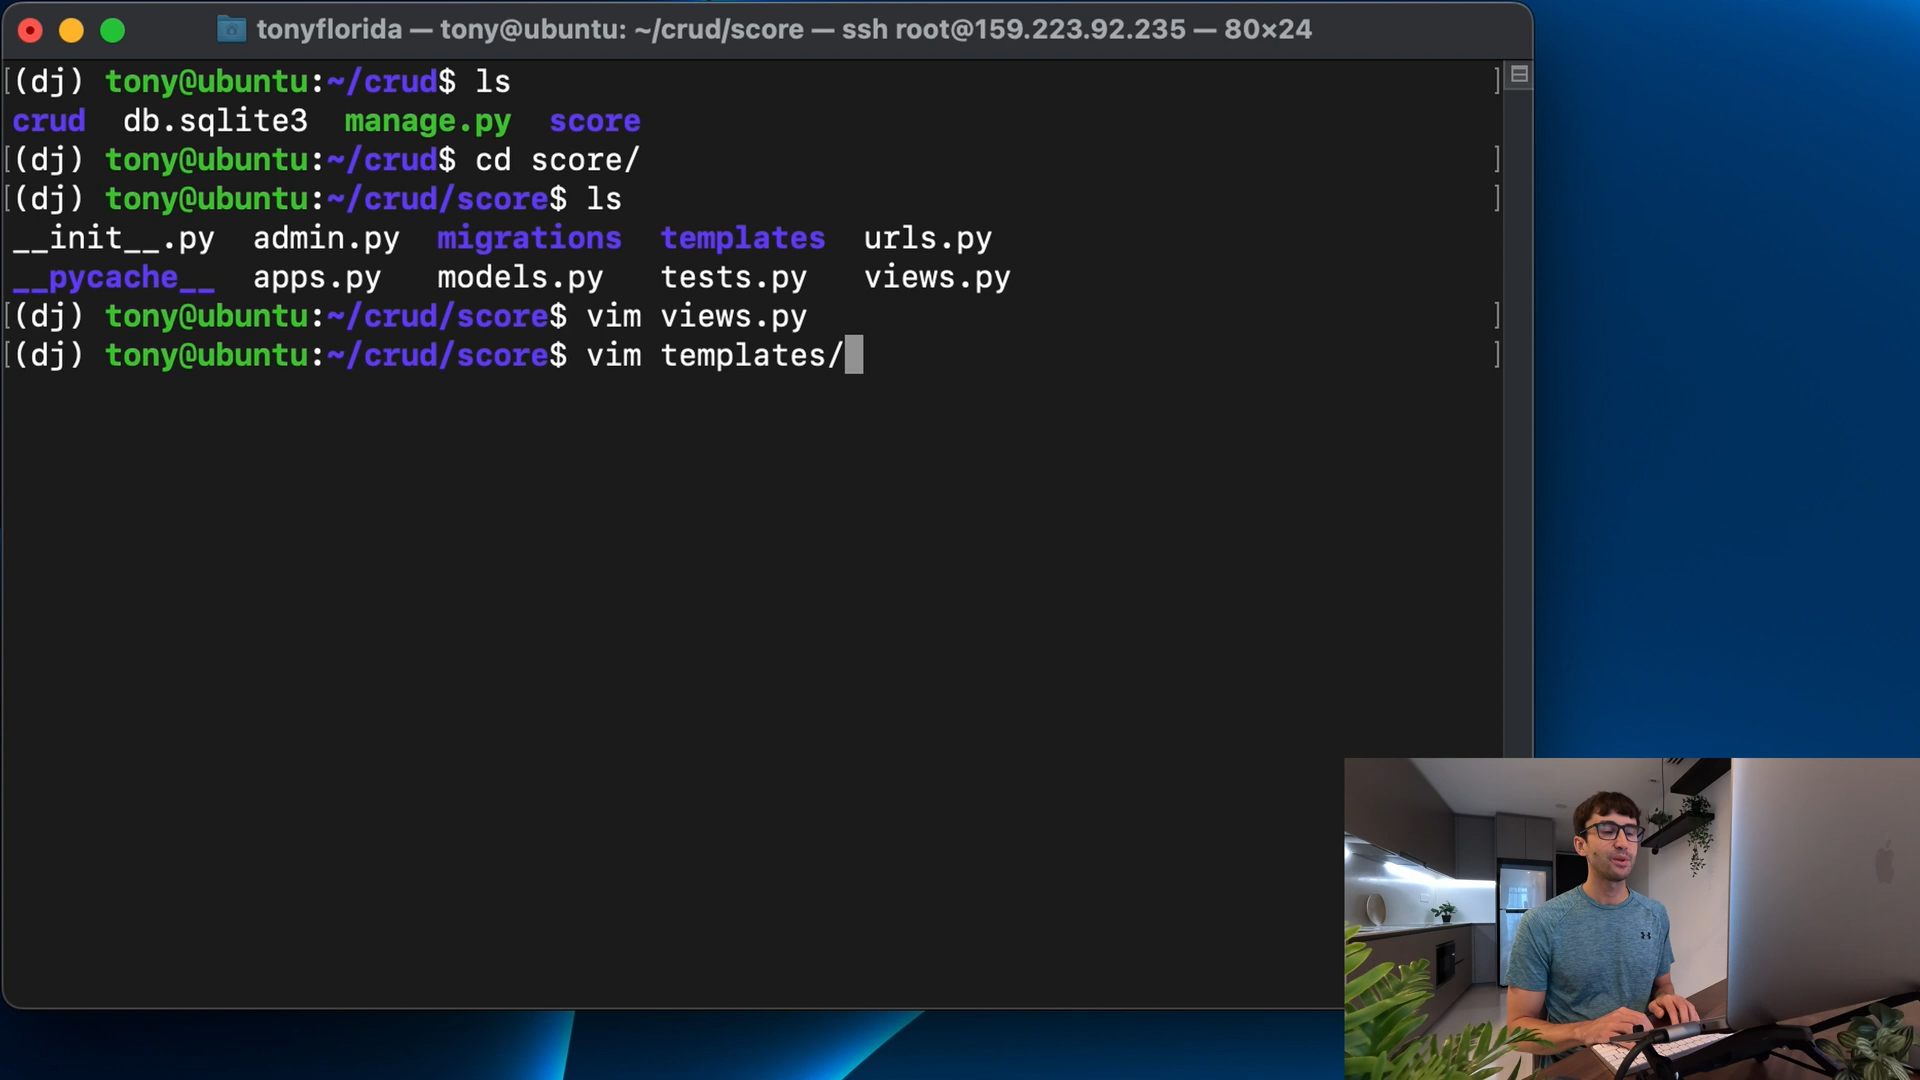 tonyflorida — tony@ubuntu: ~/crud/score — ssh root@159.223.92.235 — 80×24
[(dj) tony@ubuntu:~/crud$ ls ]
crud db.sqlite3 manage.py score
[(dj) tony@ubuntu:~/crud$ cd score/ ]
[(dj) tony@ubuntu:~/crud/score$ ls ]
__init__.py admin.py migrations templates urls.py
__pycache__ apps.py models.py tests.py views.py
[(dj) tony@ubuntu:~/crud/score$ vim views.py ]
[(dj) tony@ubuntu:~/crud/score$ vim templates/ ]